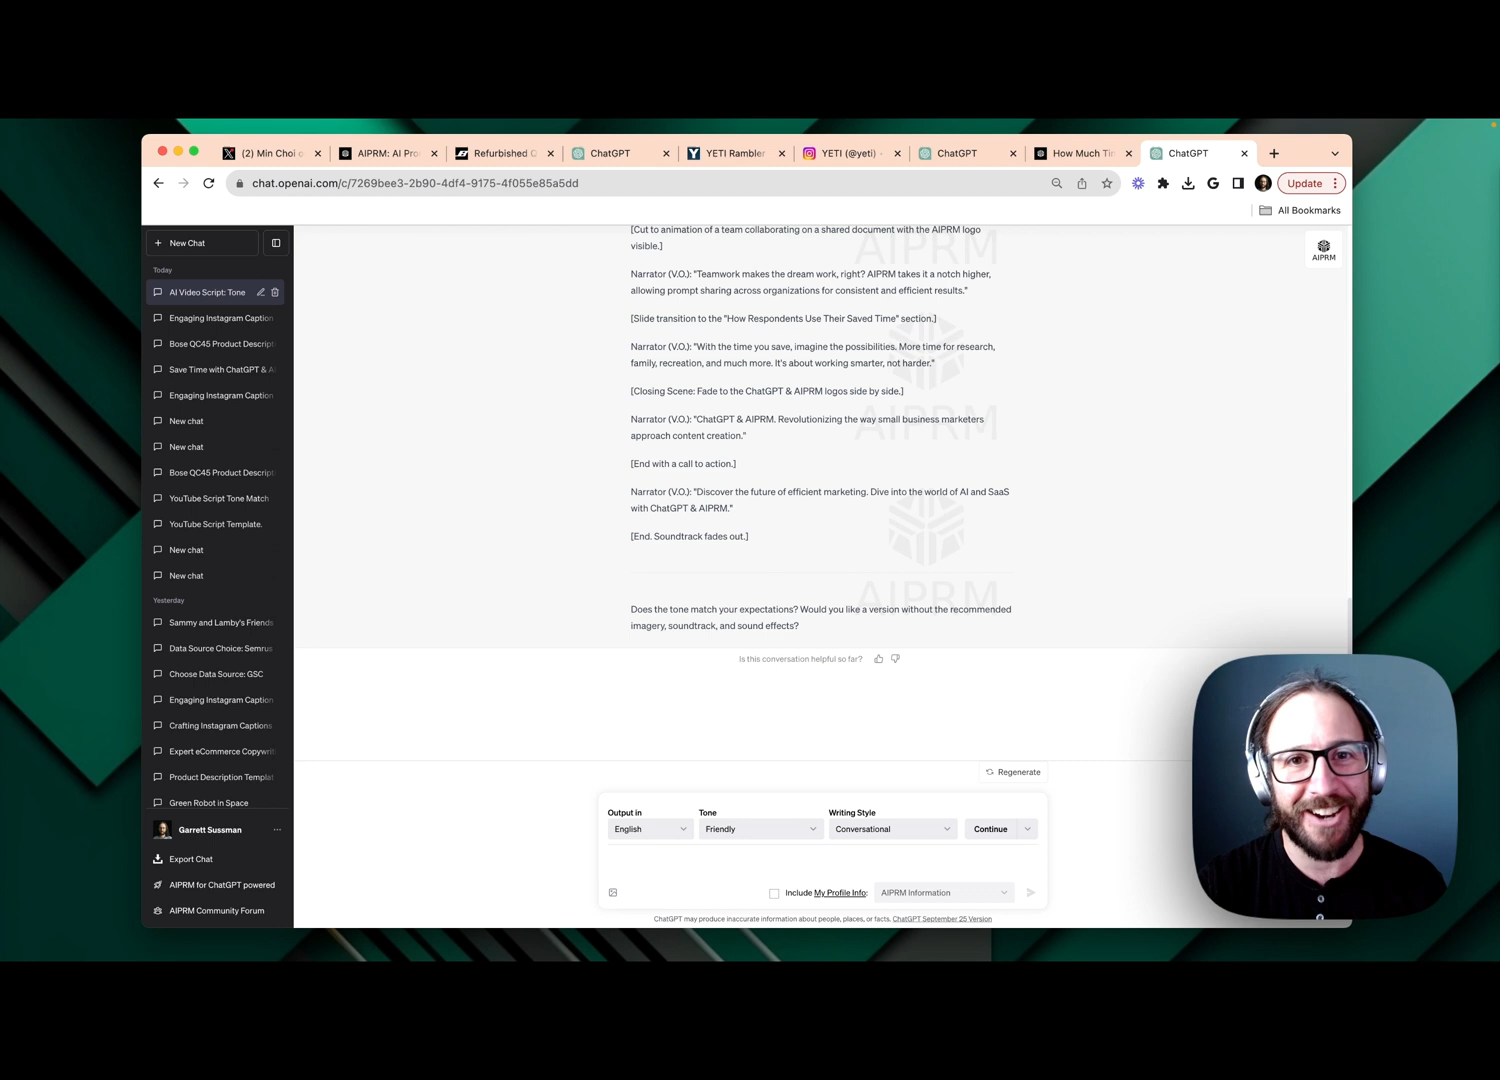 (2) Min Choi o
AIPRM: AI Pro
Refurbished Q
ChatGPT
YETI Rambler
YETI (@yeti) -
ChatGPT
How Much Tim
ChatGPT
chat.openai.com/c/7269bee3-2b90-4df4-9175-4f055e85a5dd
Update
All Bookmarks
New Chat
Today
AI Video Script: Tone
Engaging Instagram Caption
Bose QC45 Product Descripti
Save Time with ChatGPT & A
Engaging Instagram Caption
New chat
New chat
Bose QC45 Product Descripti
YouTube Script Tone Match
YouTube Script Template.
New chat
New chat
Yesterday
Sammy and Lamby's Friends
Data Source Choice: Semrus
Choose Data Source: GSC
Engaging Instagram Caption
Crafting Instagram Captions
Expert eCommerce Copywrit
Product Description Templat
Green Robot in Space
Garrett Sussman
Export Chat
AIPRM for ChatGPT powered
AIPRM Community Forum
[Cut to animation of a team collaborating on a shared document with the AIPRM logo
visible.]
Narrator (V.O.): "Teamwork makes the dream work, right? AIPRM takes it a notch higher,
allowing prompt sharing across organizations for consistent and efficient results."
[Slide transition to the "How Respondents Use Their Saved Time" section.]
Narrator (V.O.): "With the time you save, imagine the possibilities. More time for research,
family, recreation, and much more. It's about working smarter, not harder."
[Closing Scene: Fade to the ChatGPT & AIPRM logos side by side.]
Narrator (V.O.): "ChatGPT & AIPRM. Revolutionizing the way small business marketers
approach content creation."
[End with a call to action.]
Narrator (V.O.): "Discover the future of efficient marketing. Dive into the world of AI and SaaS
with ChatGPT & AIPRM."
[End. Soundtrack fades out.]
Does the tone match your expectations? Would you like a version without the recommended
imagery, soundtrack, and sound effects?
AIPRM
AIPRM
AIPRM
AIPRM
Is this conversation helpful so far?
Regenerate
Output in
Tone
Writing Style
English
Friendly
Conversational
Continue
Include My Profile Info:
AIPRM Information
ChatGPT may produce inaccurate information about people, places, or facts. ChatGPT September 25 Version